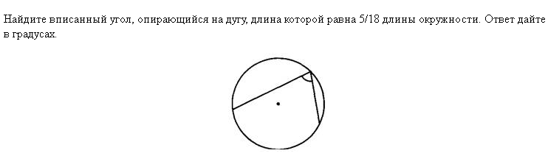 Найдите вписанный угол, опирающийся на дугу, длина которой равна 5/18 длины окружности. Ответ дайте
в градусах.